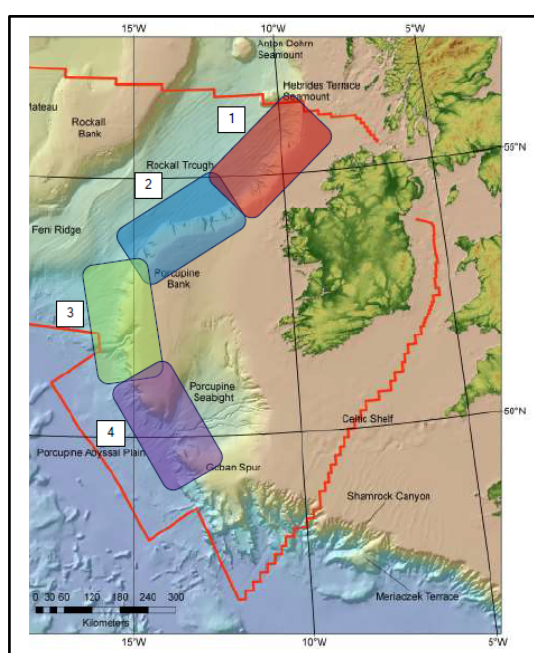 15°W
10°W
5°W
Anton Dohrn
Seamount
Hebrides Terrace
Seamount
1
Rockall
Bank
55°N
Rockall Trough
2
Feni Ridge
Porcupine
Bank
3
Porcupine
Seabight
50°N
Celtic Shelf
4
Porcupine Abyssal Plain
Goban Spur
Shamrock Canyon
Meriaczek Terrace
0 30 60 120 180 240 300
Kilometers
15°W
10°W
5°W